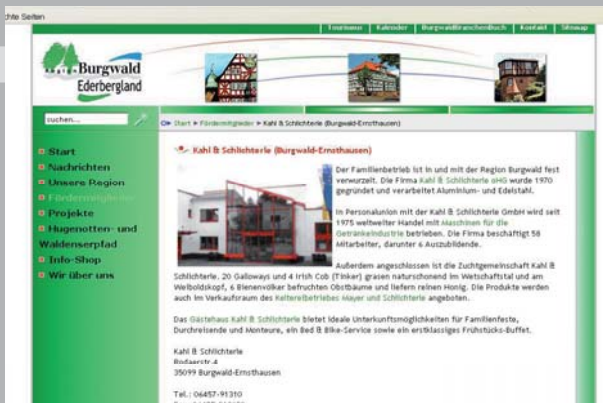 chte Seiten
Tourismus | Kalender | BurgwaldBranchenBuch | Kontakt | Sitemap
Region
Burgwald
Ederbergland
suchen...
Start ► Fördermitglieder ► Kahl & Schlichterle (Burgwald-Ernsthausen)
Start
Nachrichten
Unsere Region
Fördermitglieder
Projekte
Hugenotten- und
Waldenserpfad
Info-Shop
Wir über uns
Kahl & Schlichterle (Burgwald-Ernsthausen)
Der Familienbetrieb ist in und mit der Region Burgwald fest
verwurzelt. Die Firma Kahl & Schlichterle oHG wurde 1970
gegründet und verarbeitet Aluminium- und Edelstahl.
In Personalunion mit der Kahl & Schlichterle GmbH wird seit
1975 weltweiter Handel mit Maschinen für die
Getränkeindustrie betrieben. Die Firma beschäftigt 58
Mitarbeiter, darunter 6 Auszubildende.
Außerdem angeschlossen ist die Zuchtgemeinschaft Kahl &
Schlichterle. 20 Galloways und 4 Irish Cob (Tinker) grasen naturschonend im Wetschaftstal und am
Welboldskopf, 6 Bienenvölker befruchten Obstbäume und liefern reinen Honig. Die Produkte werden
auch im Verkaufsraum des Keltereibetriebes Mayer und Schlichterle angeboten.
Das Gästehaus Kahl & Schlichterle bietet ideale Unterkunftsmöglichkeiten für Familienfeste,
Durchreisende und Monteure, ein Bed & Bike-Service sowie ein erstklassiges Frühstücks-Buffet.
Kahl & Schlichterle
Rodaerstr.4
35099 Burgwald-Ernsthausen
Tel.: 06457-91310